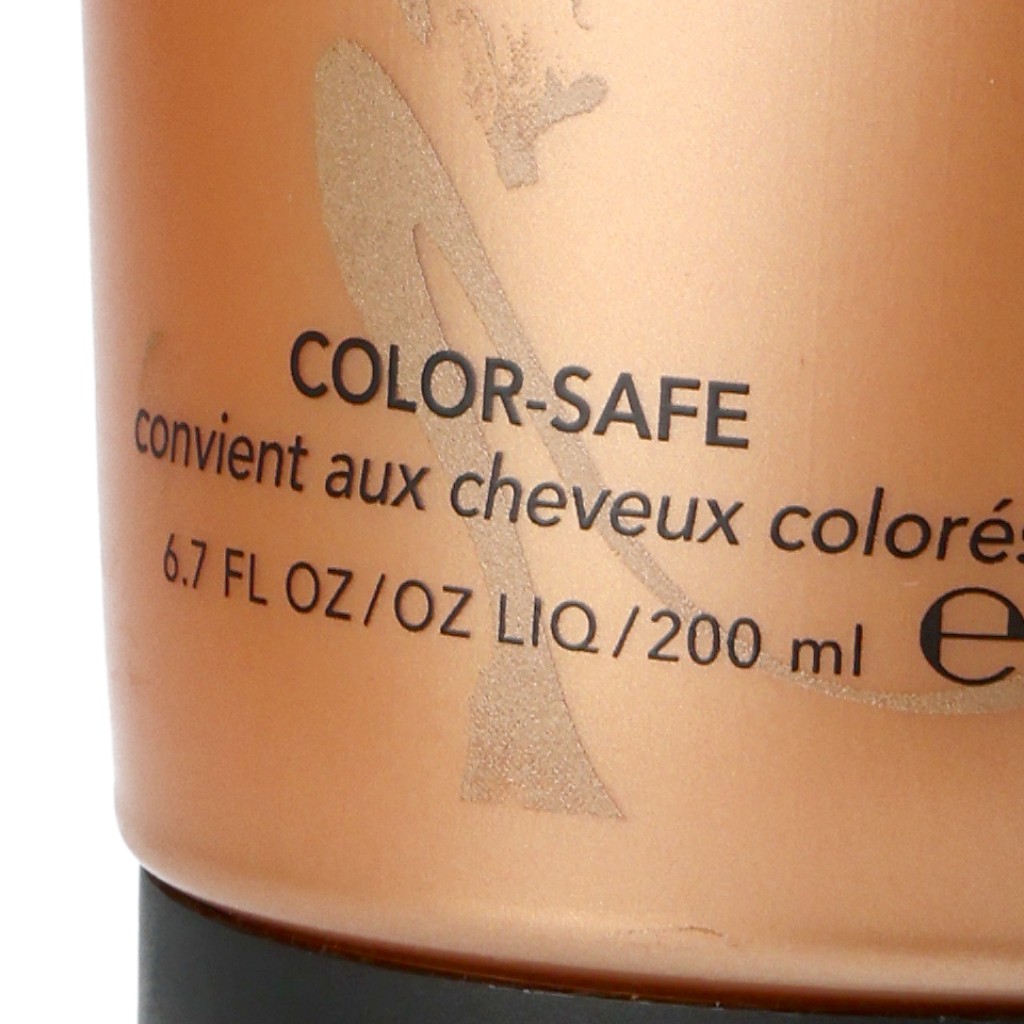 COLOR-SAFE
convient aux cheveux colorés
6.7 FL OZ/OZ LIQ/200 ml e